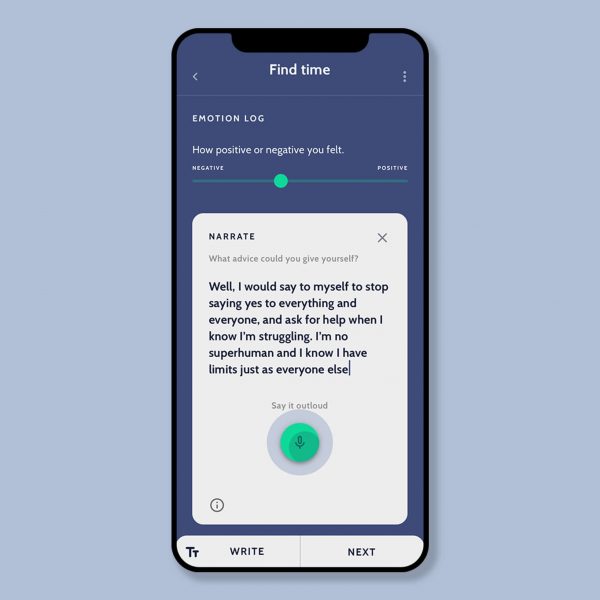 Find time
EMOTION LOG
How positive or negative you felt.
NEGATIVE POSITIVE
NARRATE
What advice could you give yourself?
Well, I would say to myself to stop
saying yes to everything and
everyone, and ask for help when I
know I'm struggling. I'm no
superhuman and I know I have
limits just as everyone else
Say it outloud
Tt WRITE NEXT